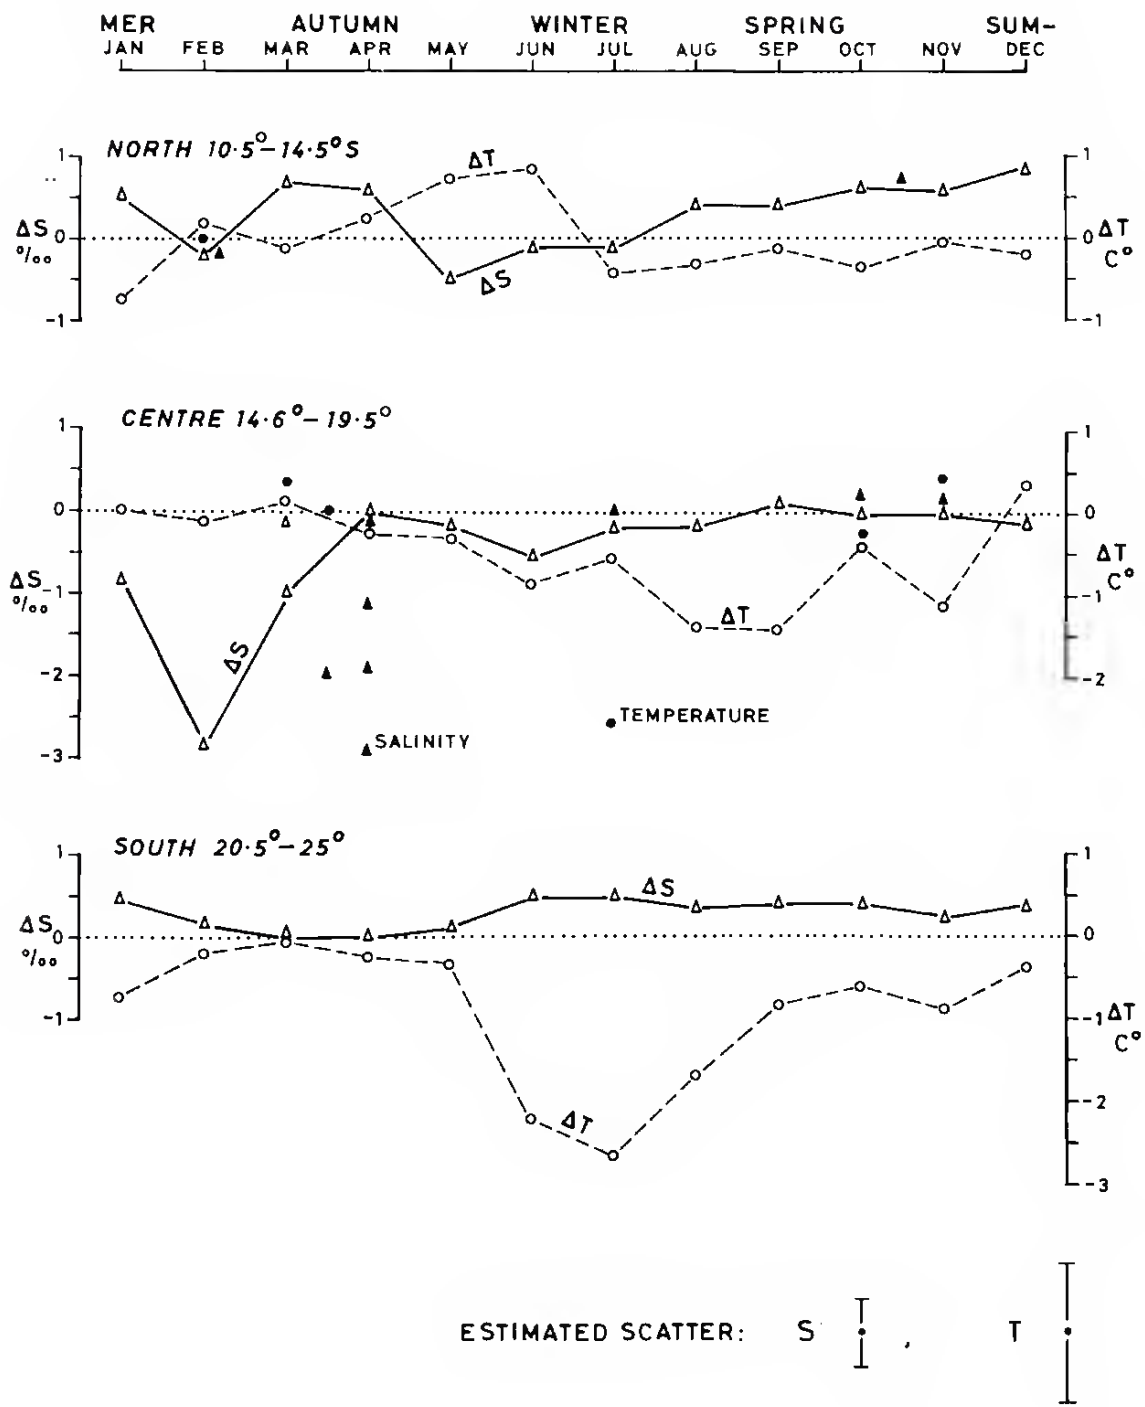 MER AUTUMN WINTER SPRING SUM-
JAN FEB MAR APR MAY JUN JUL AUG SEP OCT NOV DEC
NORTH 10·5°–14·5°S
1 ΔT 1
ΔS 0 0 ΔT
‰ C°
ΔS
-1 -1
CENTRE 14·6°–19·5°
1 1
0 0
ΔS -1 ΔT
‰ C°
-1
ΔT
ΔS
-2 -2
TEMPERATURE
SALINITY
-3
SOUTH 20·5°–25°
1 1
ΔS
ΔS 0 0
‰
-1 -1 ΔT
C°
-2
ΔT
-3
ESTIMATED SCATTER: S , T